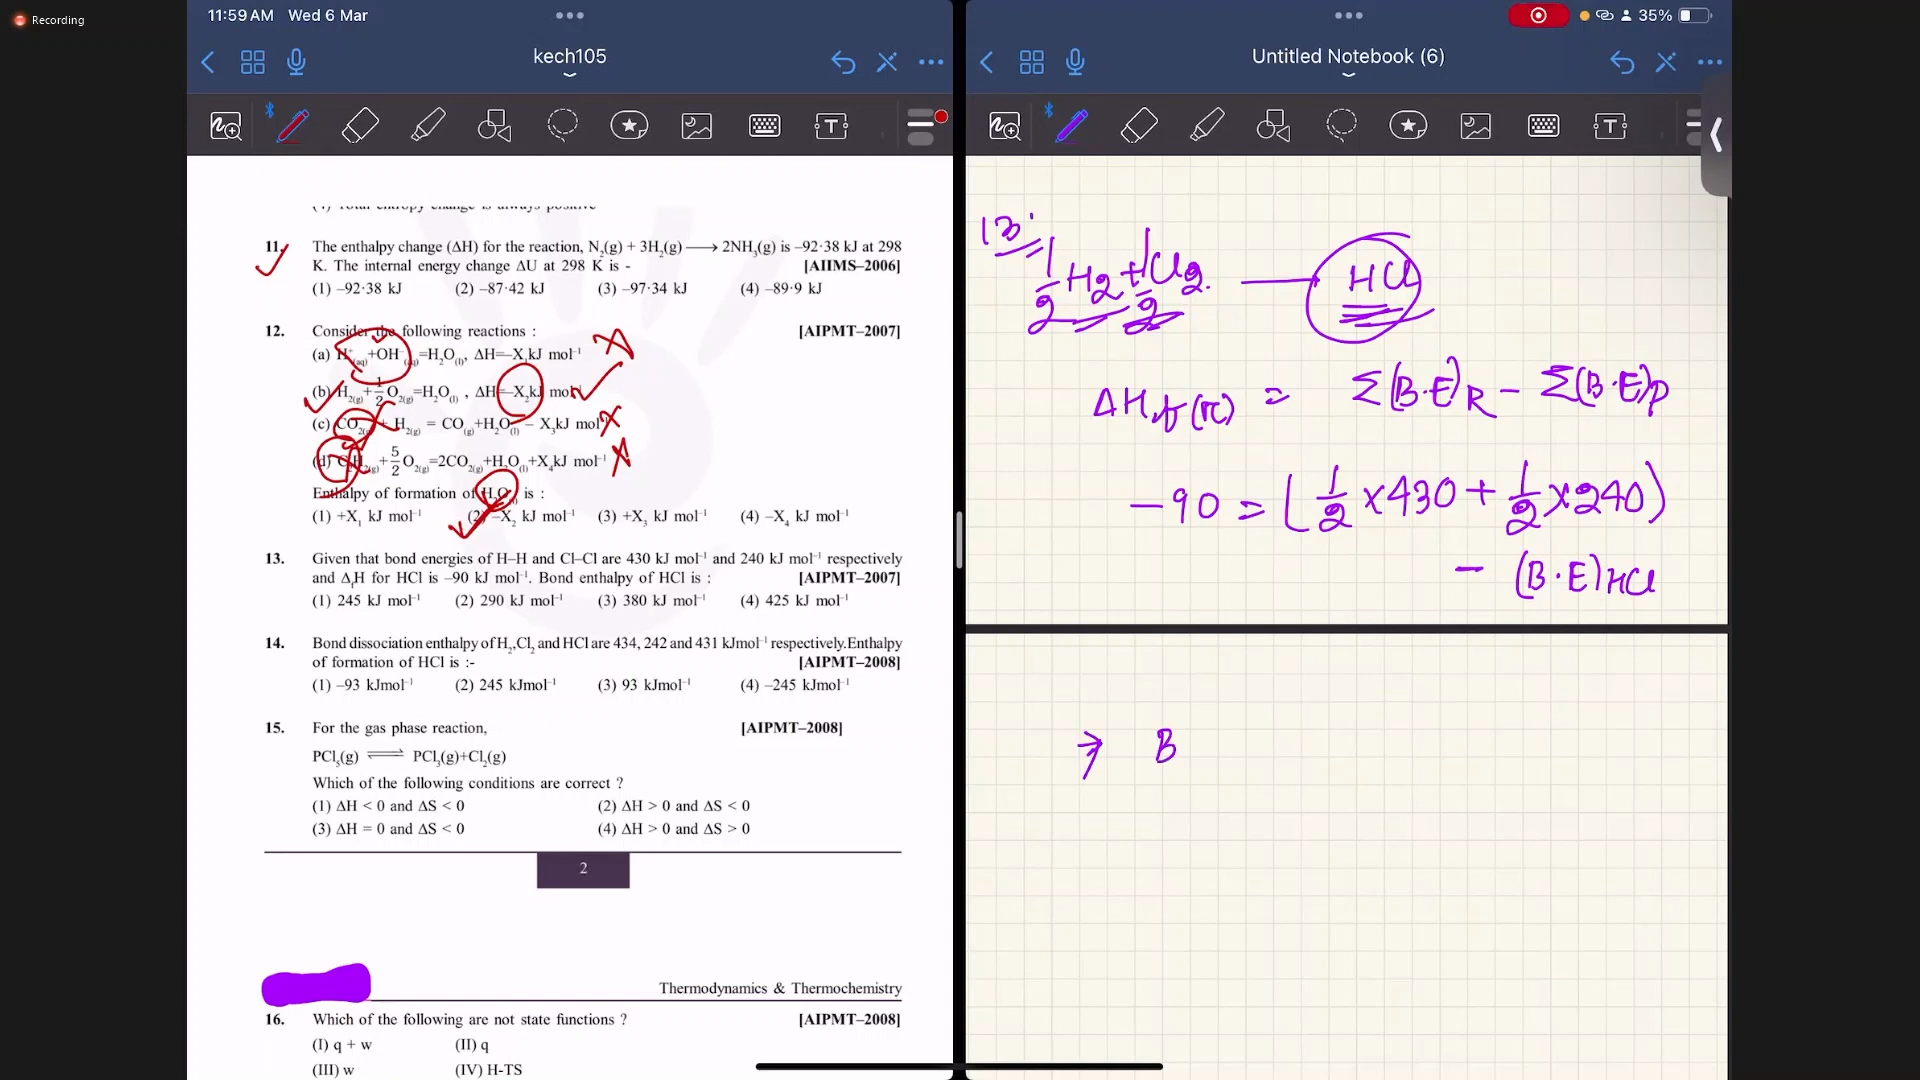 Recording
11:59 AM Wed 6 Mar
35%
kech105
Untitled Notebook (6)
(4) Total entropy change is always positive
11. The enthalpy change (ΔH) for the reaction, N₂(g) + 3H₂(g) ⟶ 2NH₃(g) is –92·38 kJ at 298
K. The internal energy change ΔU at 298 K is - [AIIMS–2006]
(1) –92·38 kJ (2) –87·42 kJ (3) –97·34 kJ (4) –89·9 kJ
12. Consider the following reactions : [AIPMT–2007]
(a) H⁺(aq) +OH⁻(aq) =H₂O(l), ΔH=–X₁kJ mol⁻¹
(b) H₂(g) + 1/2 O₂(g)=H₂O(l) , ΔH=–X₂kJ mol⁻¹
(c) CO₂(g) + H₂(g) = CO(g)+H₂O(l) – X₃kJ mol⁻¹
(d) C₂H₂(g) + 5/2 O₂(g)=2CO₂(g)+H₂O(l)+X₄kJ mol⁻¹
Enthalpy of formation of H₂O(l) is :
(1) +X₁ kJ mol⁻¹ (2) –X₂ kJ mol⁻¹ (3) +X₃ kJ mol⁻¹ (4) –X₄ kJ mol⁻¹
13. Given that bond energies of H–H and Cl–Cl are 430 kJ mol⁻¹ and 240 kJ mol⁻¹ respectively
and ΔfH for HCl is –90 kJ mol⁻¹. Bond enthalpy of HCl is : [AIPMT–2007]
(1) 245 kJ mol⁻¹ (2) 290 kJ mol⁻¹ (3) 380 kJ mol⁻¹ (4) 425 kJ mol⁻¹
14. Bond dissociation enthalpy of H₂,Cl₂ and HCl are 434, 242 and 431 kJmol⁻¹ respectively.Enthalpy
of formation of HCl is :- [AIPMT–2008]
(1) –93 kJmol⁻¹ (2) 245 kJmol⁻¹ (3) 93 kJmol⁻¹ (4) –245 kJmol⁻¹
15. For the gas phase reaction, [AIPMT–2008]
PCl₅(g) ⇌ PCl₃(g)+Cl₂(g)
Which of the following conditions are correct ?
(1) ΔH < 0 and ΔS < 0 (2) ΔH > 0 and ΔS < 0
(3) ΔH = 0 and ΔS < 0 (4) ΔH > 0 and ΔS > 0
2
Thermodynamics & Thermochemistry
16. Which of the following are not state functions ? [AIPMT–2008]
(I) q + w (II) q
(III) w (IV) H-TS
13.
1/2 H₂ + 1/2 Cl₂ — HCl
ΔHf(r) = Σ(B.E)R – Σ(B.E)P
–90 = (1/2 ×430 + 1/2 ×240)
– (B.E)HCl
⇒ B